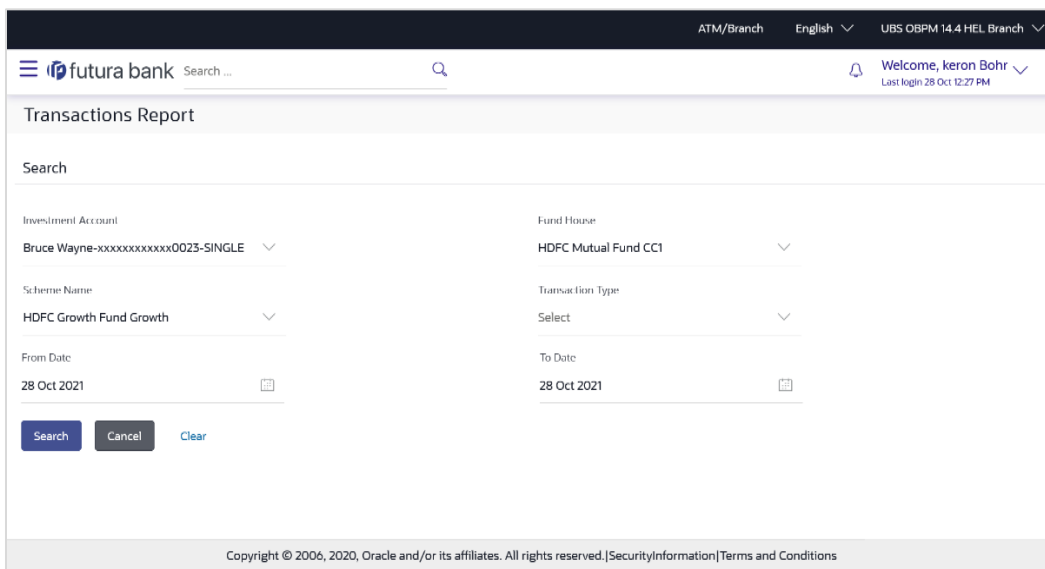 ATM/Branch English UBS OBPM 14.4 HEL Branch
futura bank Search ... Welcome, keron Bohr
Last login 28 Oct 12:27 PM
Transactions Report
Search
Investment Account Fund House
Bruce Wayne-xxxxxxxxxxxx0023-SINGLE HDFC Mutual Fund CC1
Scheme Name Transaction Type
HDFC Growth Fund Growth Select
From Date To Date
28 Oct 2021 28 Oct 2021
Search Cancel Clear
Copyright © 2006, 2020, Oracle and/or its affiliates. All rights reserved.|SecurityInformation|Terms and Conditions